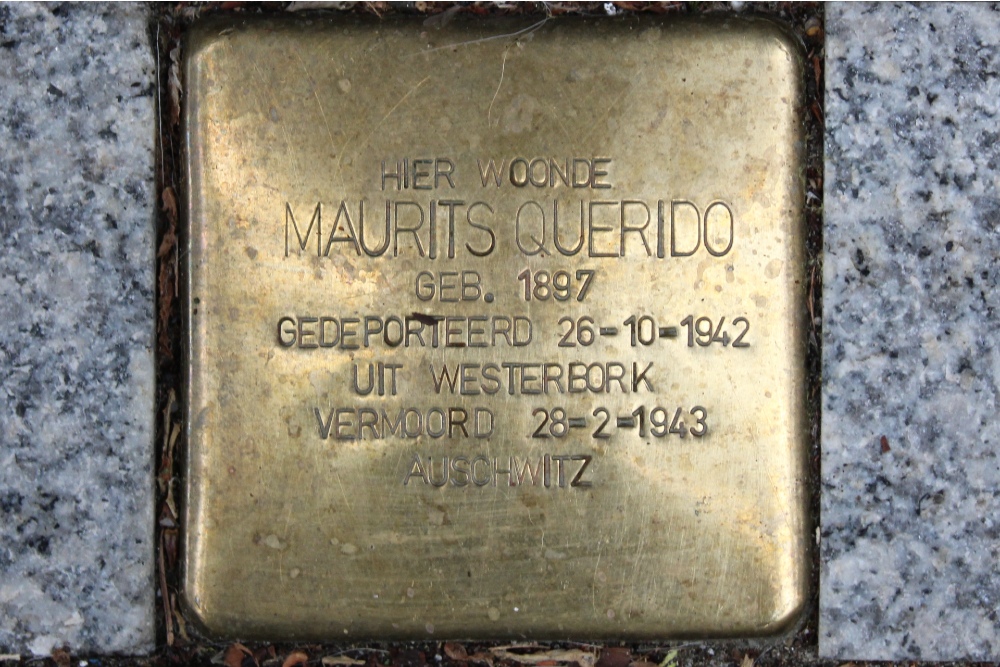 HIER WOONDE
MAURITS QUERIDO
GEB. 1897
GEDEPORTEERD 26-10-1942
UIT WESTERBORK
VERMOORD 28-2-1943
AUSCHWITZ